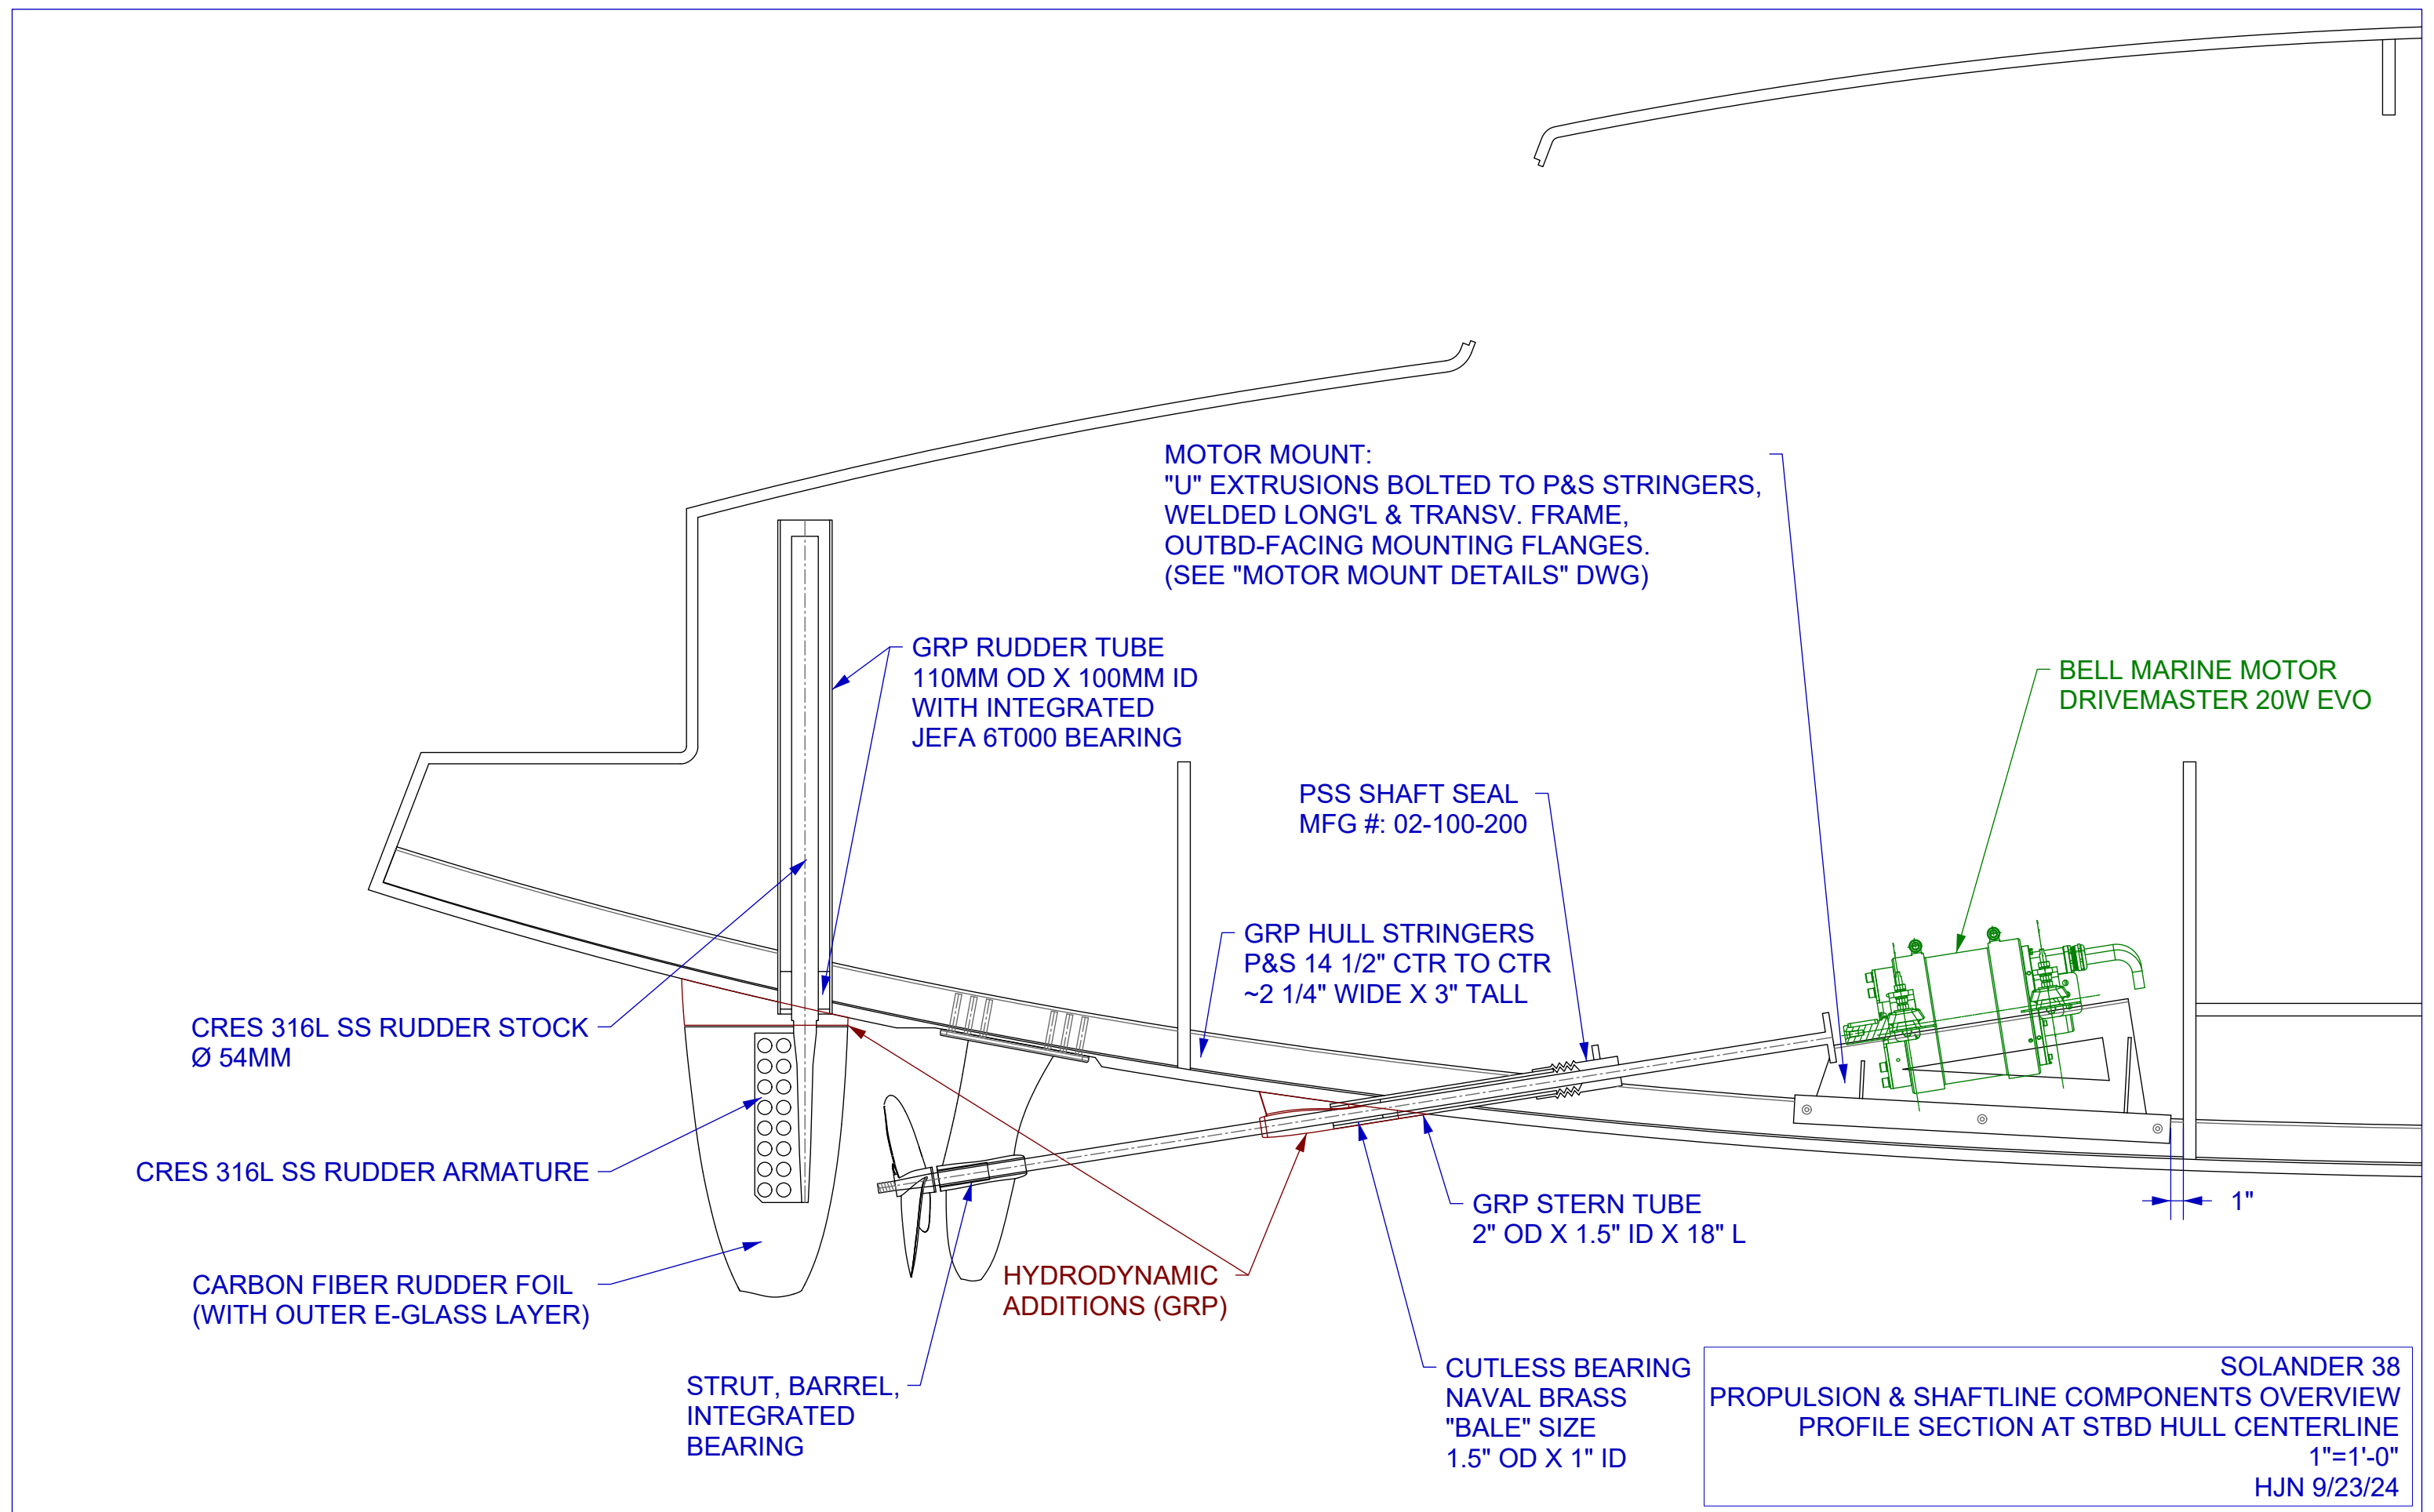 MOTOR MOUNT:
"U" EXTRUSIONS BOLTED TO P&S STRINGERS,
WELDED LONG'L & TRANSV. FRAME,
OUTBD-FACING MOUNTING FLANGES.
(SEE "MOTOR MOUNT DETAILS" DWG)
GRP RUDDER TUBE
110MM OD X 100MM ID
WITH INTEGRATED
JEFA 6T000 BEARING
BELL MARINE MOTOR
DRIVEMASTER 20W EVO
PSS SHAFT SEAL
MFG #: 02-100-200
GRP HULL STRINGERS
P&S 14 1/2" CTR TO CTR
~2 1/4" WIDE X 3" TALL
CRES 316L SS RUDDER STOCK
Ø 54MM
CRES 316L SS RUDDER ARMATURE
CARBON FIBER RUDDER FOIL
(WITH OUTER E-GLASS LAYER)
STRUT, BARREL,
INTEGRATED
BEARING
HYDRODYNAMIC
ADDITIONS (GRP)
GRP STERN TUBE
2" OD X 1.5" ID X 18" L
1"
CUTLESS BEARING
NAVAL BRASS
"BALE" SIZE
1.5" OD X 1" ID
SOLANDER 38
PROPULSION & SHAFTLINE COMPONENTS OVERVIEW
PROFILE SECTION AT STBD HULL CENTERLINE
1"=1'-0"
HJN 9/23/24